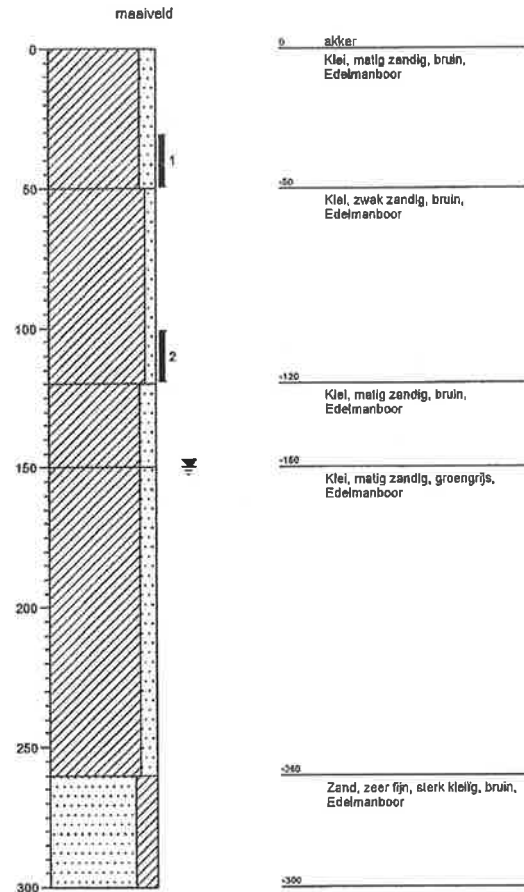 maaiveld
0
50
100
150
200
250
300
1
2
0 akker
Klei, matig zandig, bruin,
Edelmanboor
-50
Klei, zwak zandig, bruin,
Edelmanboor
-120
Klei, matig zandig, bruin,
Edelmanboor
-150
Klei, matig zandig, groengrijs,
Edelmanboor
-260
Zand, zeer fijn, sterk kleiïg, bruin,
Edelmanboor
-300